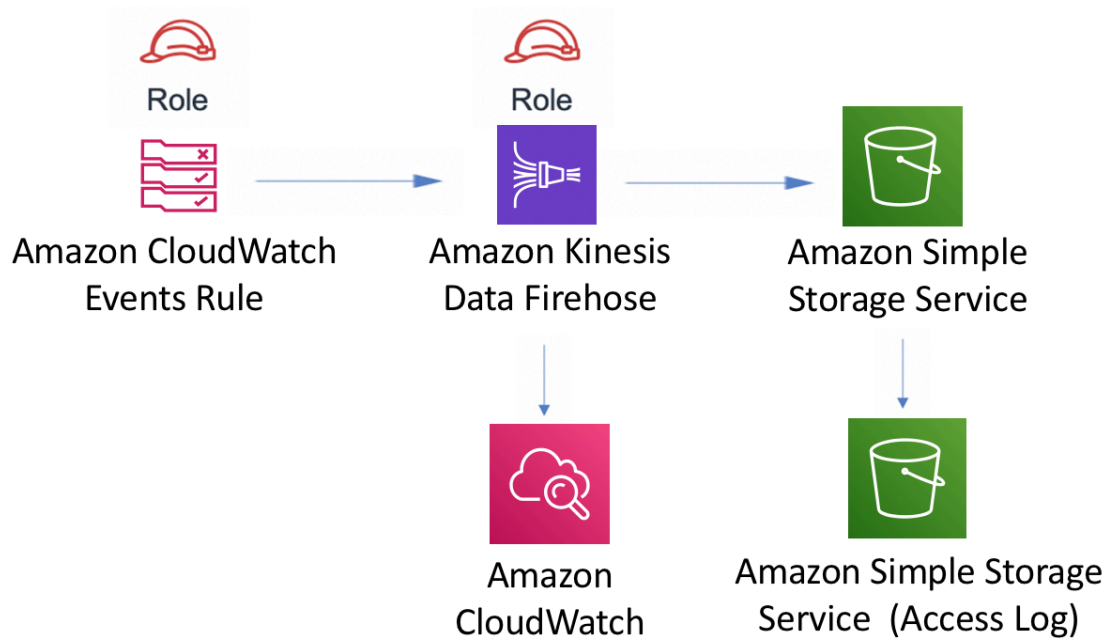 Role
Role
Amazon CloudWatch
Events Rule
Amazon Kinesis
Data Firehose
Amazon Simple
Storage Service
Amazon
CloudWatch
Amazon Simple Storage
Service  (Access Log)